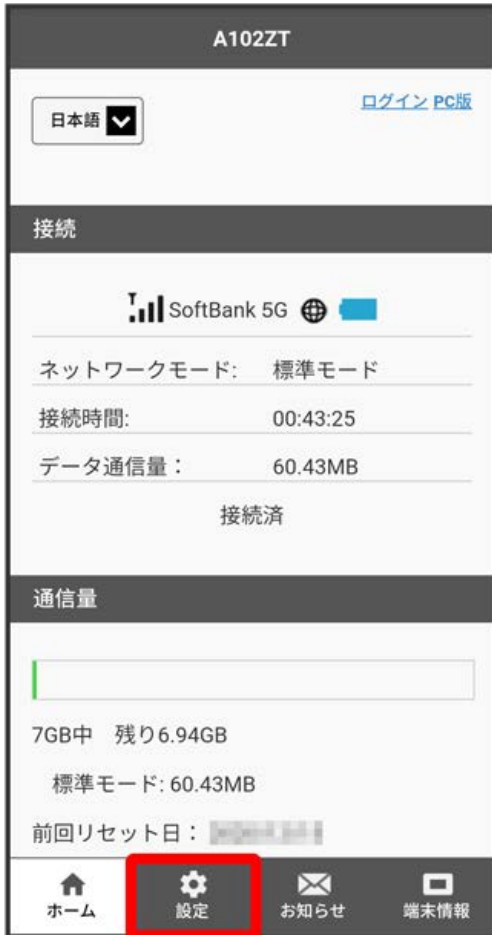 A102ZT
ログイン PC版
日本語
接続
SoftBank 5G
ネットワークモード: 標準モード
接続時間: 00:43:25
データ通信量： 60.43MB
接続済
通信量
7GB中 残り6.94GB
標準モード: 60.43MB
前回リセット日：
ホーム 設定 お知らせ 端末情報